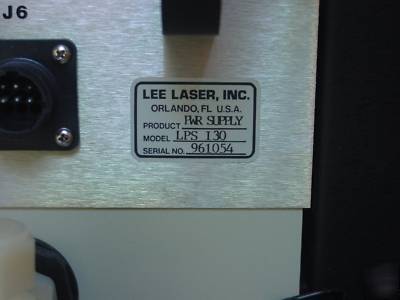 J6
LEE LASER, INC.
ORLANDO, FL U.S.A.
PRODUCT PWR SUPPLY
MODEL LPS 130
SERIAL NO. 961054